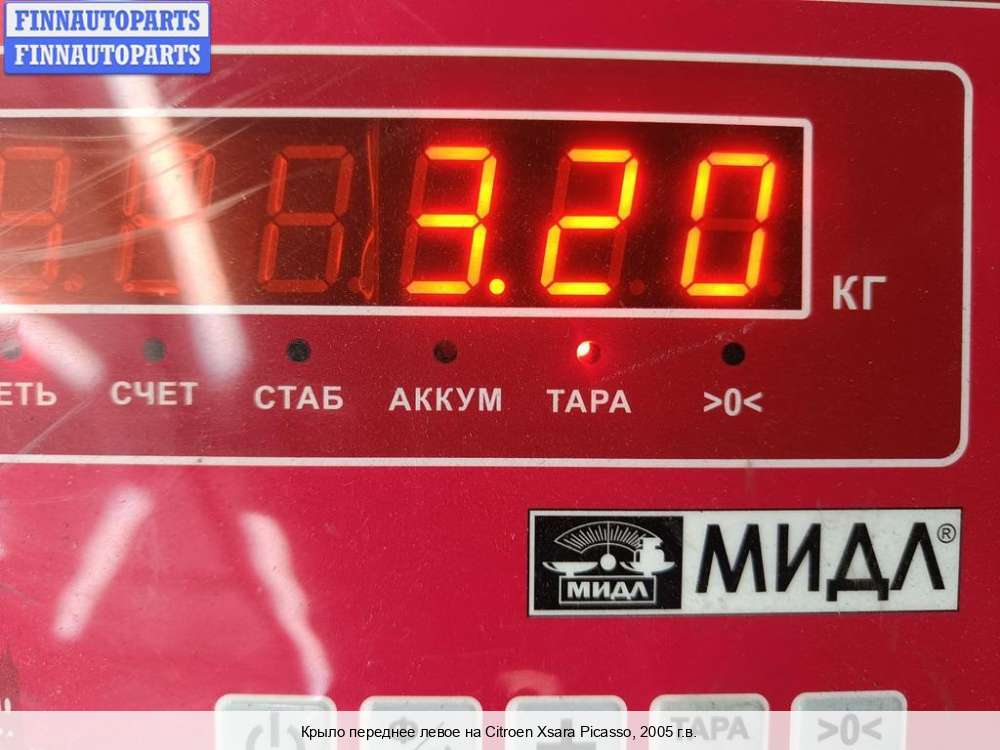 FINNAUTOPARTS
FINNAUTOPARTS
3.20
КГ
СЧЕТ СТАБ АККУМ ТАРА >0<
МИДЛ МИДЛ®
ТАРА >0<
Крыло переднее левое на Citroen Xsara Picasso, 2005 г.в.